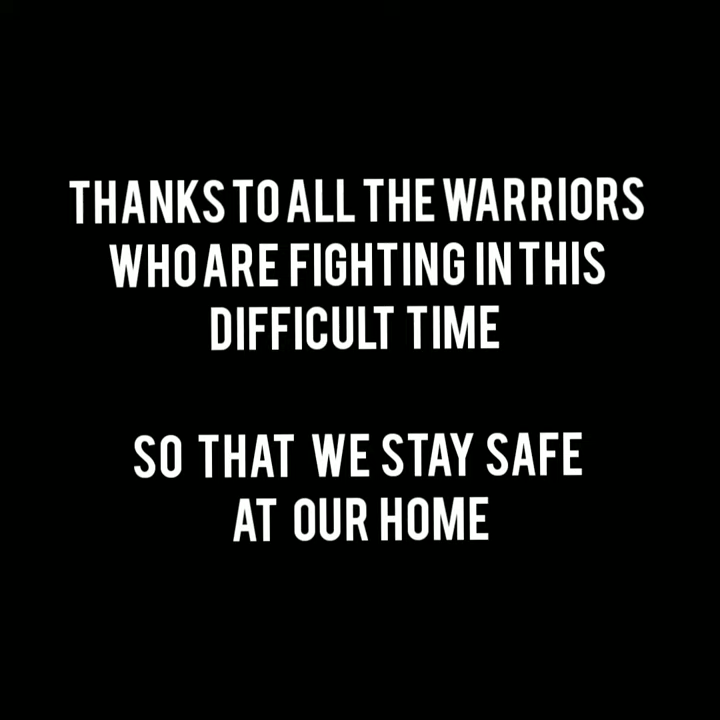 THANKS TO ALL THE WARRIORS
WHO ARE FIGHTING IN THIS
DIFFICULT TIME
SO THAT WE STAY SAFE
AT OUR HOME